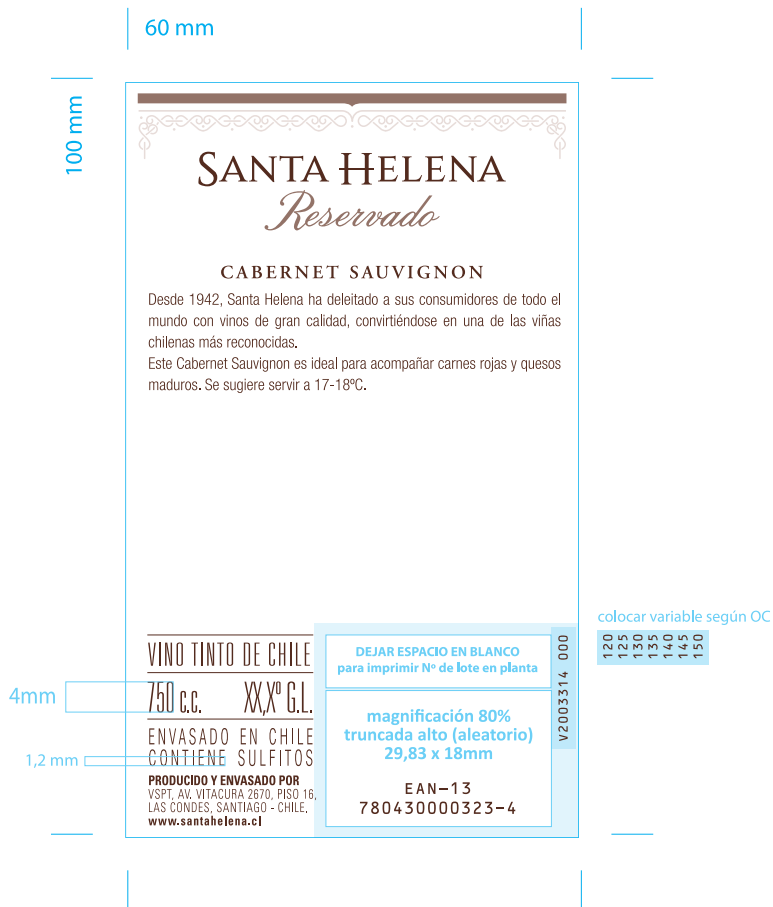 60 mm
100 mm
SANTA HELENA
Reservado
CABERNET SAUVIGNON
Desde 1942, Santa Helena ha deleitado a sus consumidores de todo el
mundo con vinos de gran calidad, convirtiéndose en una de las viñas
chilenas más reconocidas.
Este Cabernet Sauvignon es ideal para acompañar carnes rojas y quesos
maduros. Se sugiere servir a 17-18ºC.
colocar variable según OC
120
125
130
135
140
145
150
VINO TINTO DE CHILE
4mm
750 c.c. XX,Xº G.L.
ENVASADO EN CHILE
1,2 mm
CONTIENE SULFITOS
PRODUCIDO Y ENVASADO POR
VSPT, AV. VITACURA 2670, PISO 16,
LAS CONDES, SANTIAGO - CHILE.
www.santahelena.cl
DEJAR ESPACIO EN BLANCO
para imprimir Nº de lote en planta
magnificación 80%
truncada alto (aleatorio)
29,83 x 18mm
EAN-13
780430000323-4
V2003314 000